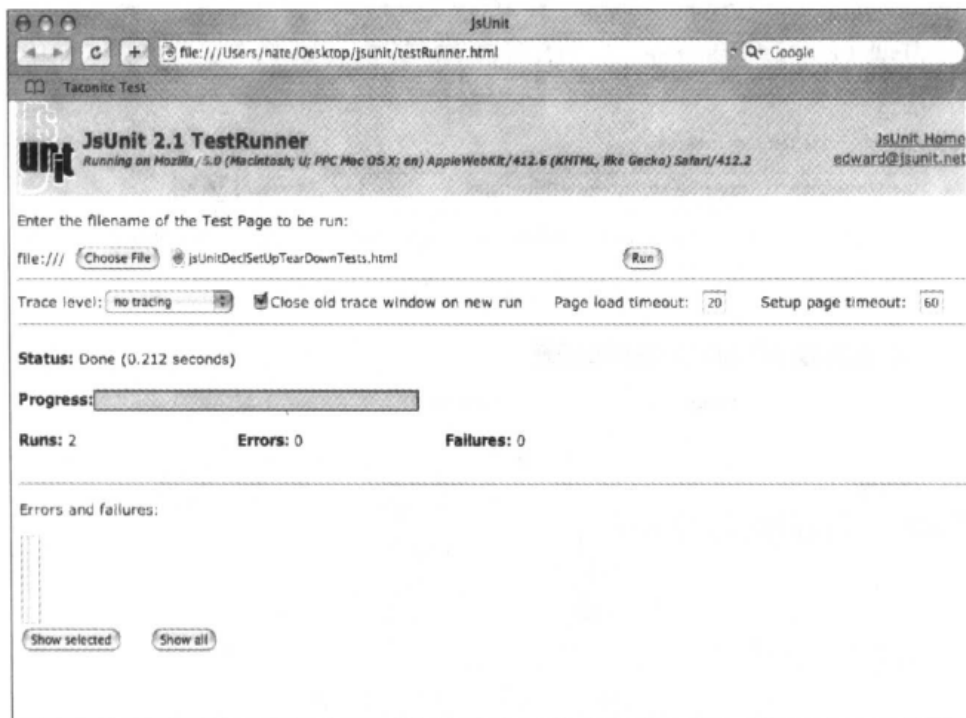 JsUnit
file:///Users/nate/Desktop/jsunit/testRunner.html
Google
Taconite Test
unit
JsUnit 2.1 TestRunner
JsUnit Home
Running on Mozilla/5.0 (Macintosh; U; PPC Mac OS X; en) AppleWebKit/412.6 (KHTML, like Gecko) Safari/412.2
edward@jsunit.net
Enter the filename of the Test Page to be run:
file:/// Choose File jsUnitDeclSetUpTearDownTests.html Run
Trace level: no tracing Close old trace window on new run Page load timeout: 20 Setup page timeout: 60
Status: Done (0.212 seconds)
Progress:
Runs: 2 Errors: 0 Failures: 0
Errors and failures:
Show selected Show all